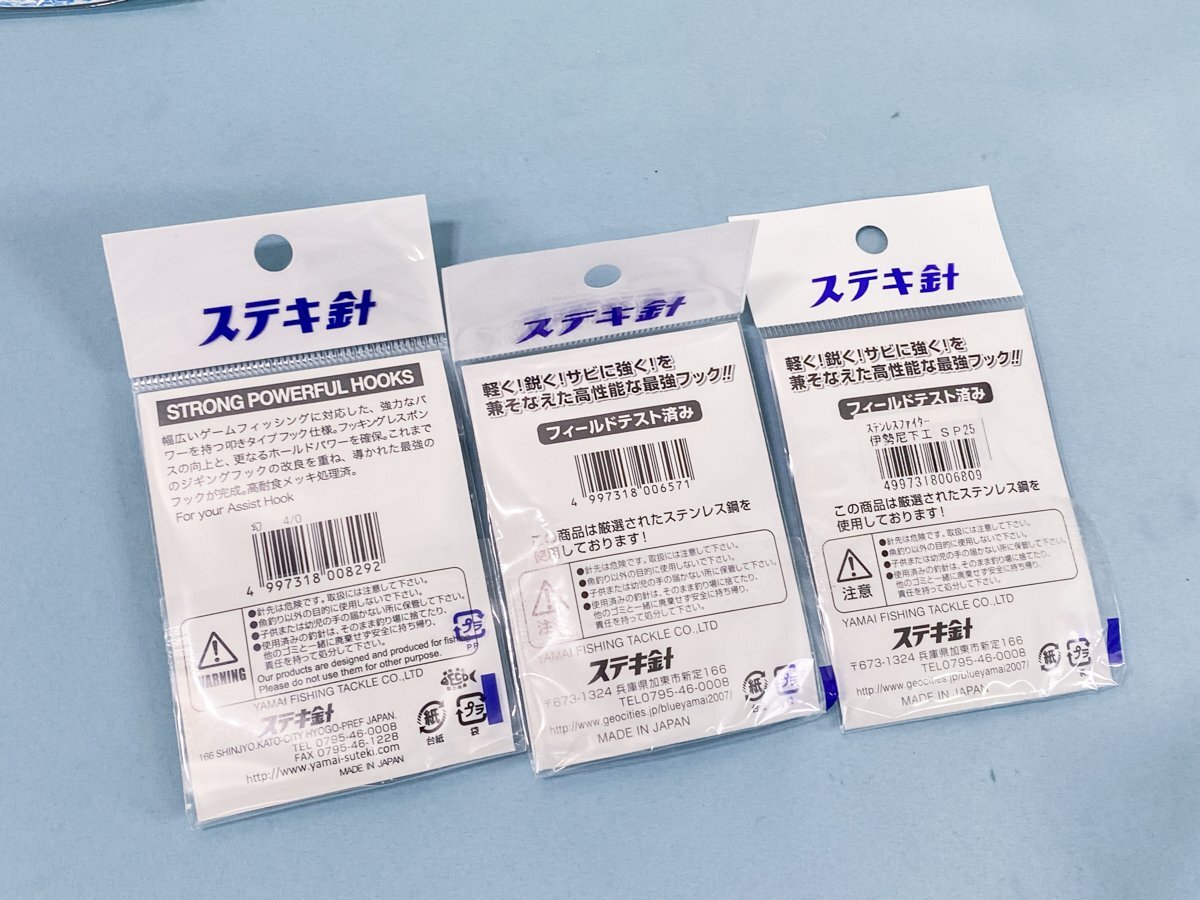 ステキ針
STRONG POWERFUL HOOKS
幅広いゲームフィッシングに対応した、強力なパ
ワーを持つ叩きタイプフック仕様。フッキングレスポン
スの向上と、更なるホールドパワーを確保。これまで
のジギングフックの改良を重ね、導かれた最強の
フックが完成。高耐食メッキ処理済。
For your Assist Hook
4/0
4 997318 008292
●針先は危険です。取扱には注意して下さい。
●魚釣り以外の目的に使用しないで下さい。
●子供または幼児の手の届かない所に保管して下さい。
●使用済みの釣針は、そのまま釣り場に捨てたり、
他のゴミと一緒に廃棄せず安全に持ち帰り、
責任を持って処分して下さい。
Our products are designed and produced for fishing.
Please do not use them for other purpose.
WARNING
プラ
PP
YAMAI FISHING TACKLE CO.,LTD
ステキ針
166 SHINJYO.KATO-CITY HYOGO-PREF JAPAN.
TEL 0795-46-0008
FAX 0795-46-1228
http://www.yamai-suteki.com/
MADE IN JAPAN
紙
台紙
プラ
袋
ステキ針
軽く!鋭く!サビに強く!を
兼そなえた高性能な最強フック!!
フィールドテスト済み
4 997318 006571
この商品は厳選されたステンレス鋼を
使用しております!
●針先は危険です。取扱には注意して下さい。
●魚釣り以外の目的に使用しないで下さい。
●子供または幼児の手の届かない所に保管して下さい。
●使用済みの釣針は、そのまま釣り場に捨てたり、
他のゴミと一緒に廃棄せず安全に持ち帰り、
責任を持って処分して下さい。
YAMAI FISHING TACKLE CO.,LTD
ステキ針
〒673-1324 兵庫県加東市新定166
TEL0795-46-0008
http://www.geocities.jp/blueyamai2007/
MADE IN JAPAN
紙
プラ
ステキ針
軽く!鋭く!サビに強く!を
兼そなえた高性能な最強フック!!
フィールドテスト済み
ステンレスファイター
伊勢尼下工 SP25
4997318006809
この商品は厳選されたステンレス鋼を
使用しております!
注意
●針先は危険です。取扱には注意して下さい。
●魚釣り以外の目的に使用しないで下さい。
●子供または幼児の手の届かない所に保管して下さい。
●使用済みの釣針は、そのまま釣り場に捨てたり、
他のゴミと一緒に廃棄せず安全に持ち帰り、
責任を持って処分して下さい。
YAMAI FISHING TACKLE CO.,LTD
ステキ針
〒673-1324 兵庫県加東市新定166
TEL0795-46-0008
http://www.geocities.jp/blueyamai2007/
MADE IN JAPAN
紙
プラ